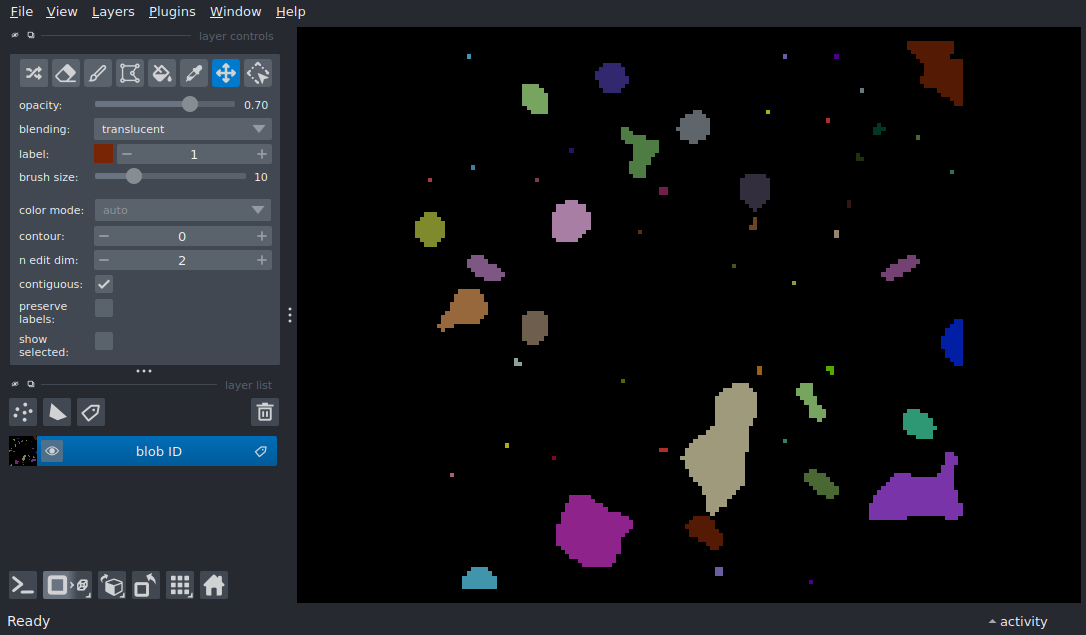 File View Layers Plugins Window Help
layer controls
opacity: 0.70
blending: translucent
label: 1
brush size: 10
color mode: auto
contour: 0
n edit dim: 2
contiguous:
preserve
labels:
show
selected:
layer list
blob ID
Ready
activity